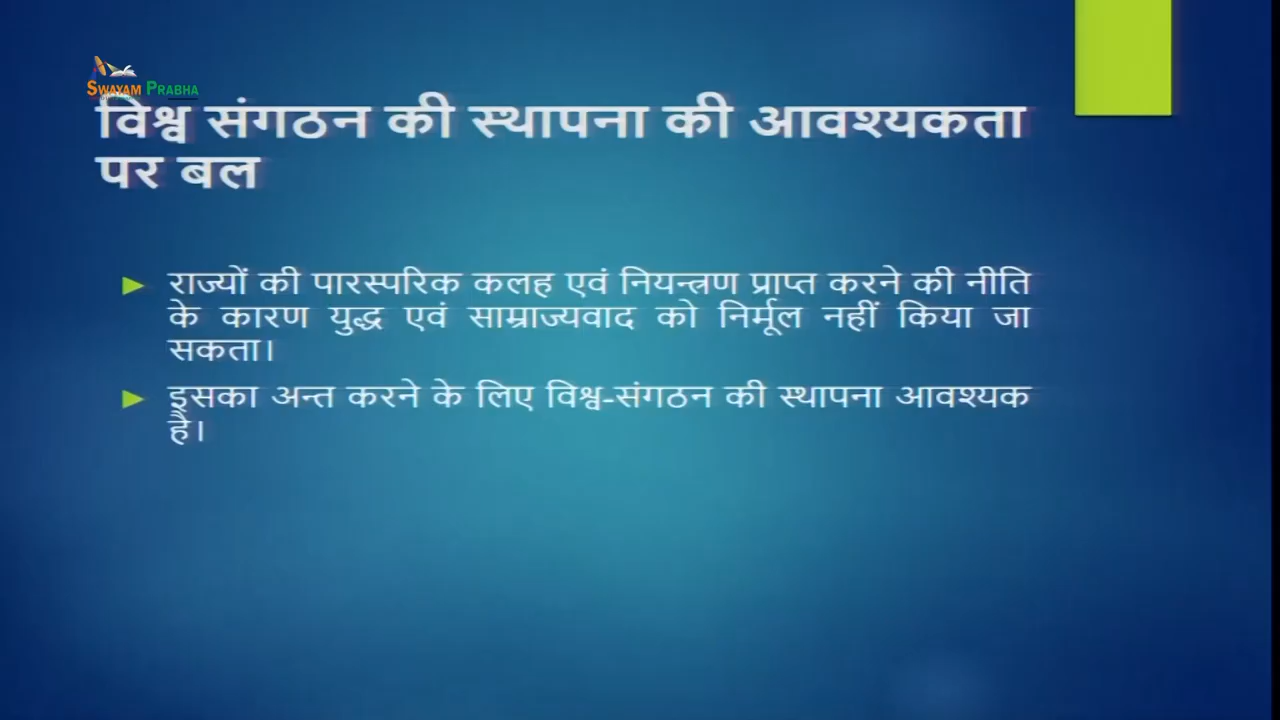 SWAYAM PRABHA
विश्व संगठन की स्थापना की आवश्यकता
पर बल
राज्यों की पारस्परिक कलह एवं नियन्त्रण प्राप्त करने की नीति
के कारण युद्ध एवं साम्राज्यवाद को निर्मूल नहीं किया जा
सकता।
इसका अन्त करने के लिए विश्व-संगठन की स्थापना आवश्यक
है।